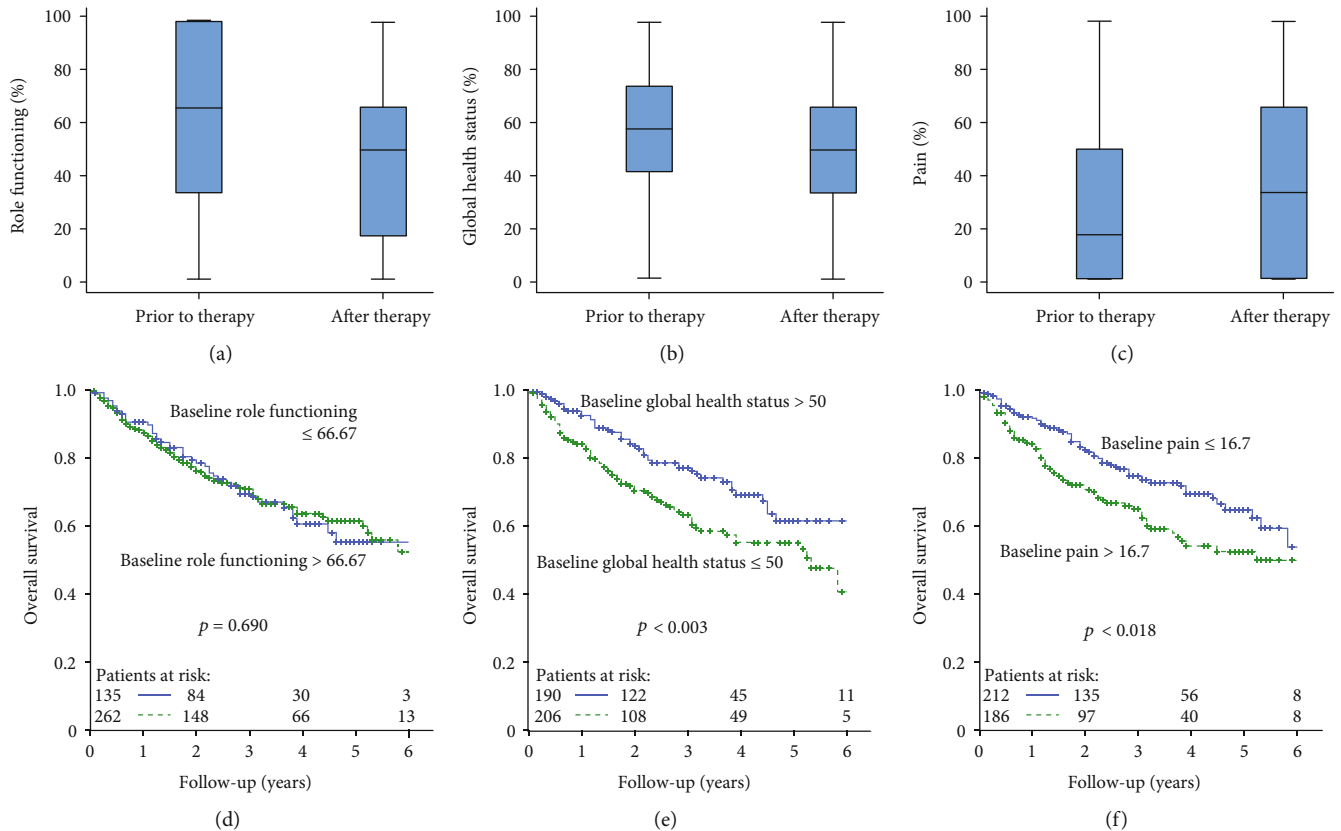 Role functioning (%)
100
80
60
40
20
0
Prior to therapy
After therapy
(a)
Global health status (%)
100
80
60
40
20
0
Prior to therapy
After therapy
(b)
Pain (%)
100
80
60
40
20
0
Prior to therapy
After therapy
(c)
Overall survival
1.0
0.8
0.6
0.4
0.2
0
Baseline role functioning
≤ 66.67
Baseline role functioning > 66.67
p = 0.690
Patients at risk:
135 84 30 3
262 148 66 13
0 1 2 3 4 5 6
Follow-up (years)
(d)
Overall survival
1.0
0.8
0.6
0.4
0.2
0
Baseline global health status > 50
Baseline global health status ≤ 50
p < 0.003
Patients at risk:
190 122 45 11
206 108 49 5
0 1 2 3 4 5 6
Follow-up (years)
(e)
Overall survival
1.0
0.8
0.6
0.4
0.2
0
Baseline pain ≤ 16.7
Baseline pain > 16.7
p < 0.018
Patients at risk:
212 135 56 8
186 97 40 8
0 1 2 3 4 5 6
Follow-up (years)
(f)